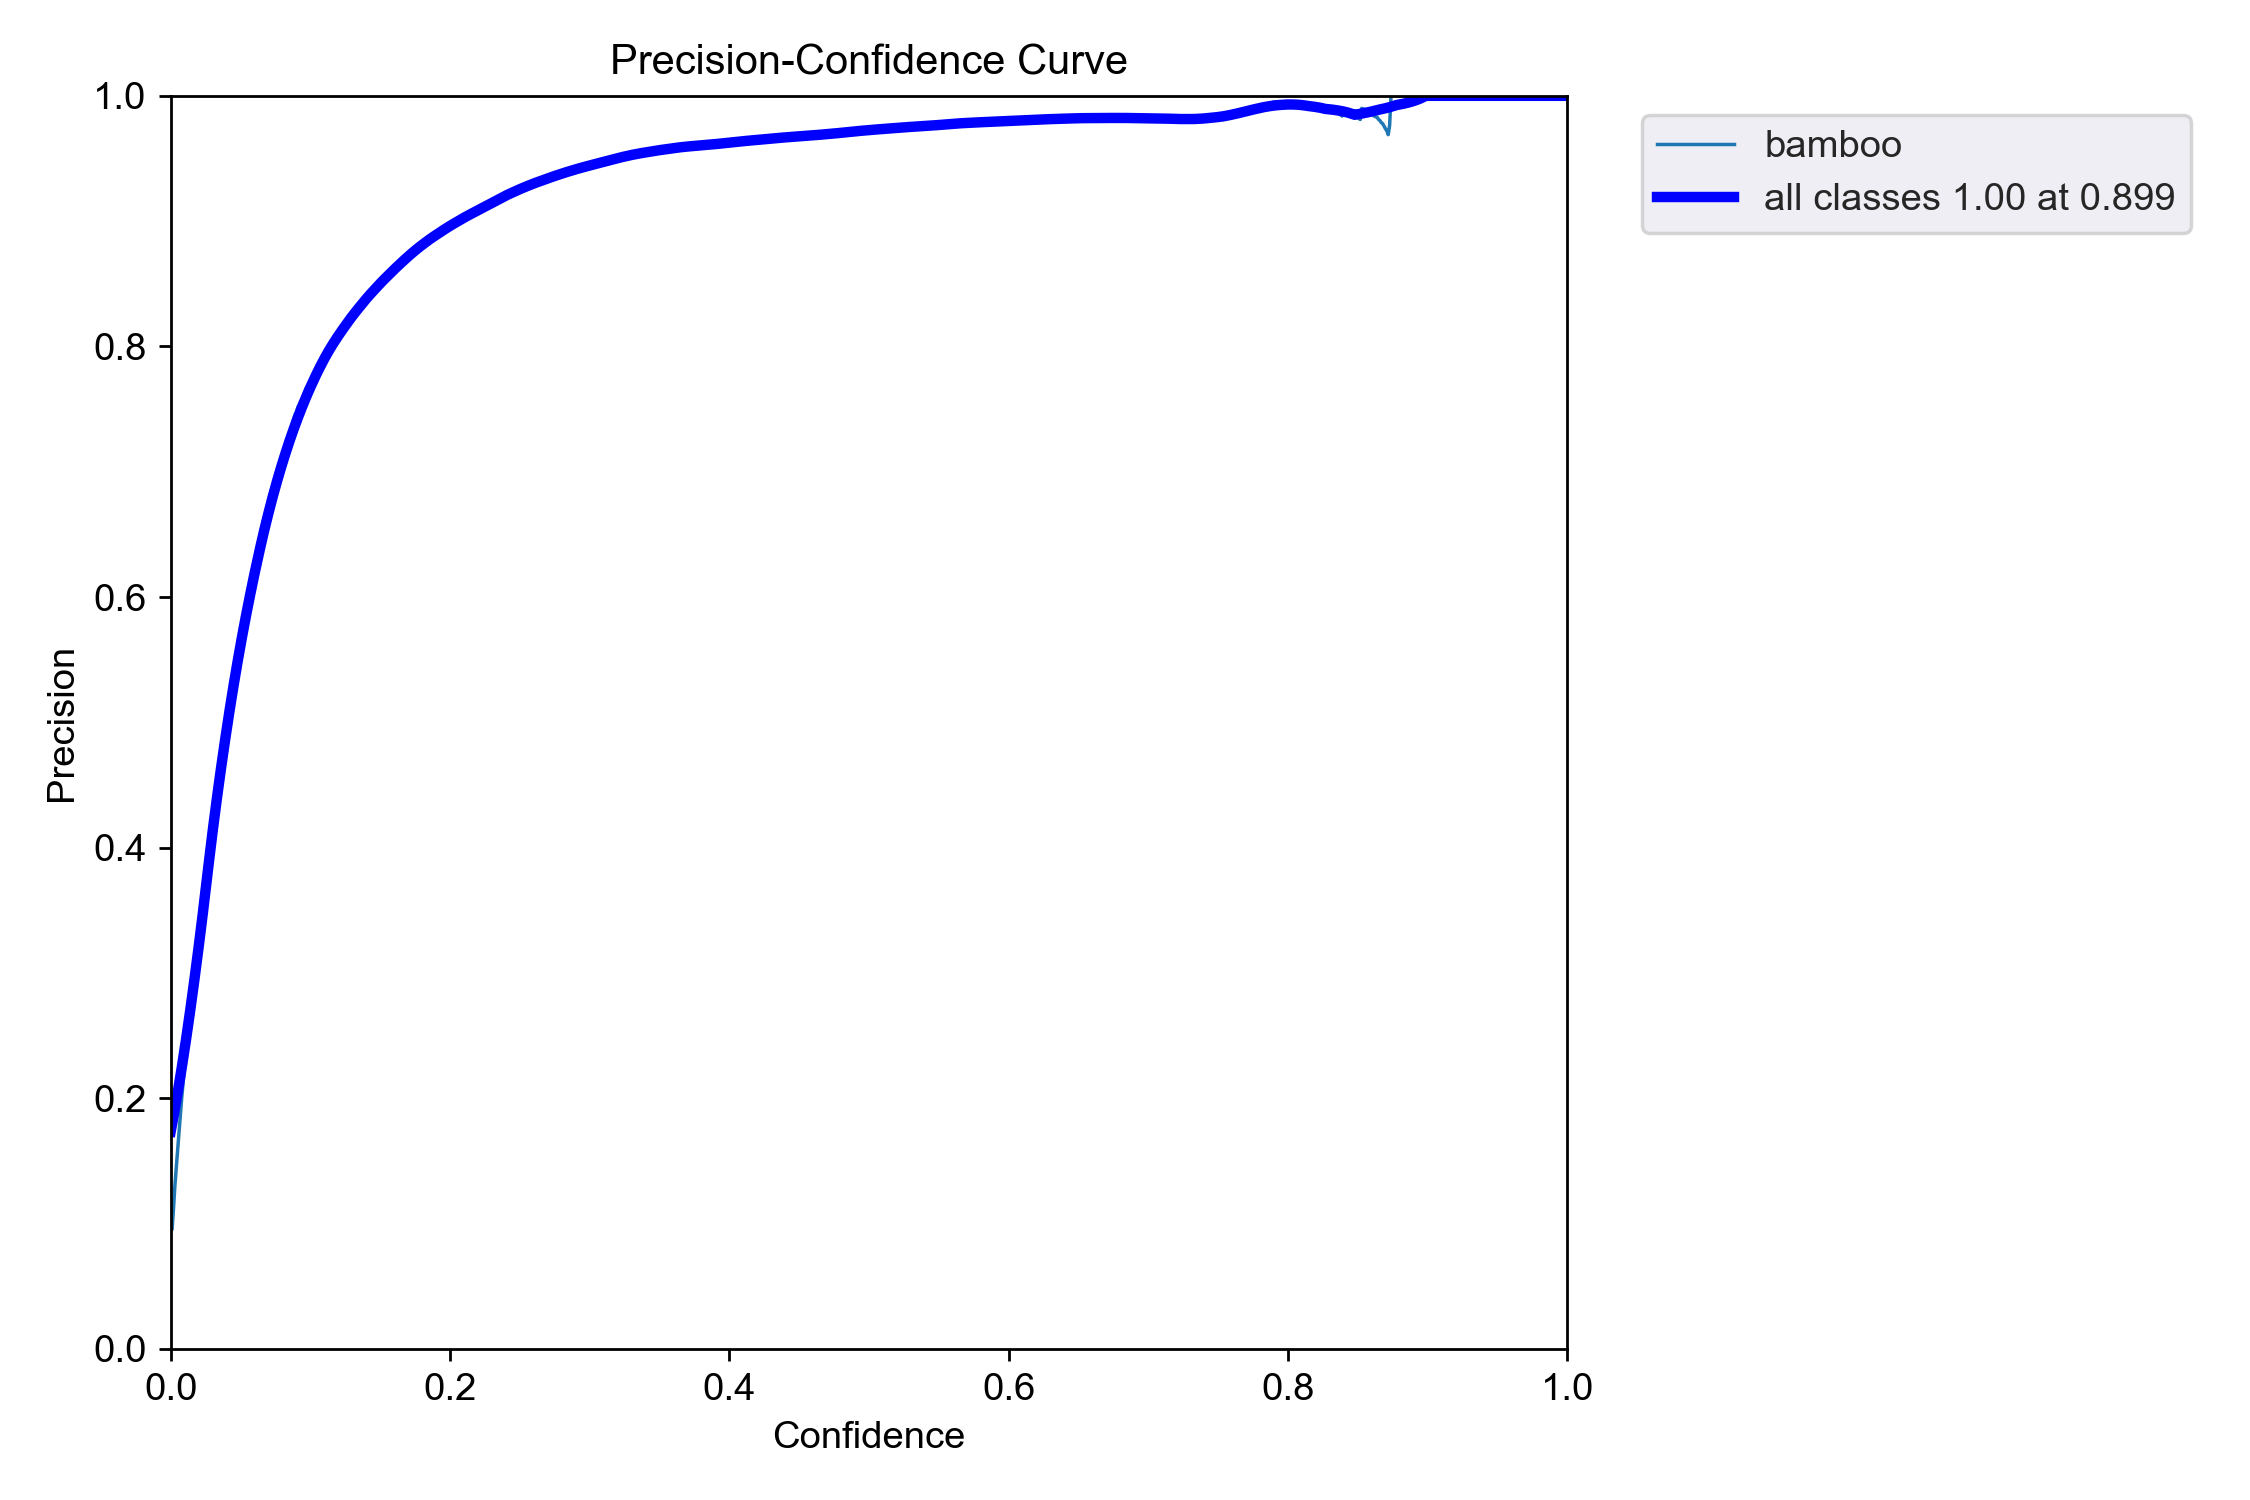 Precision-Confidence Curve
1.0
0.8
0.6
0.4
0.2
0.0
Precision
0.0 0.2 0.4 0.6 0.8 1.0
Confidence
bamboo
all classes 1.00 at 0.899